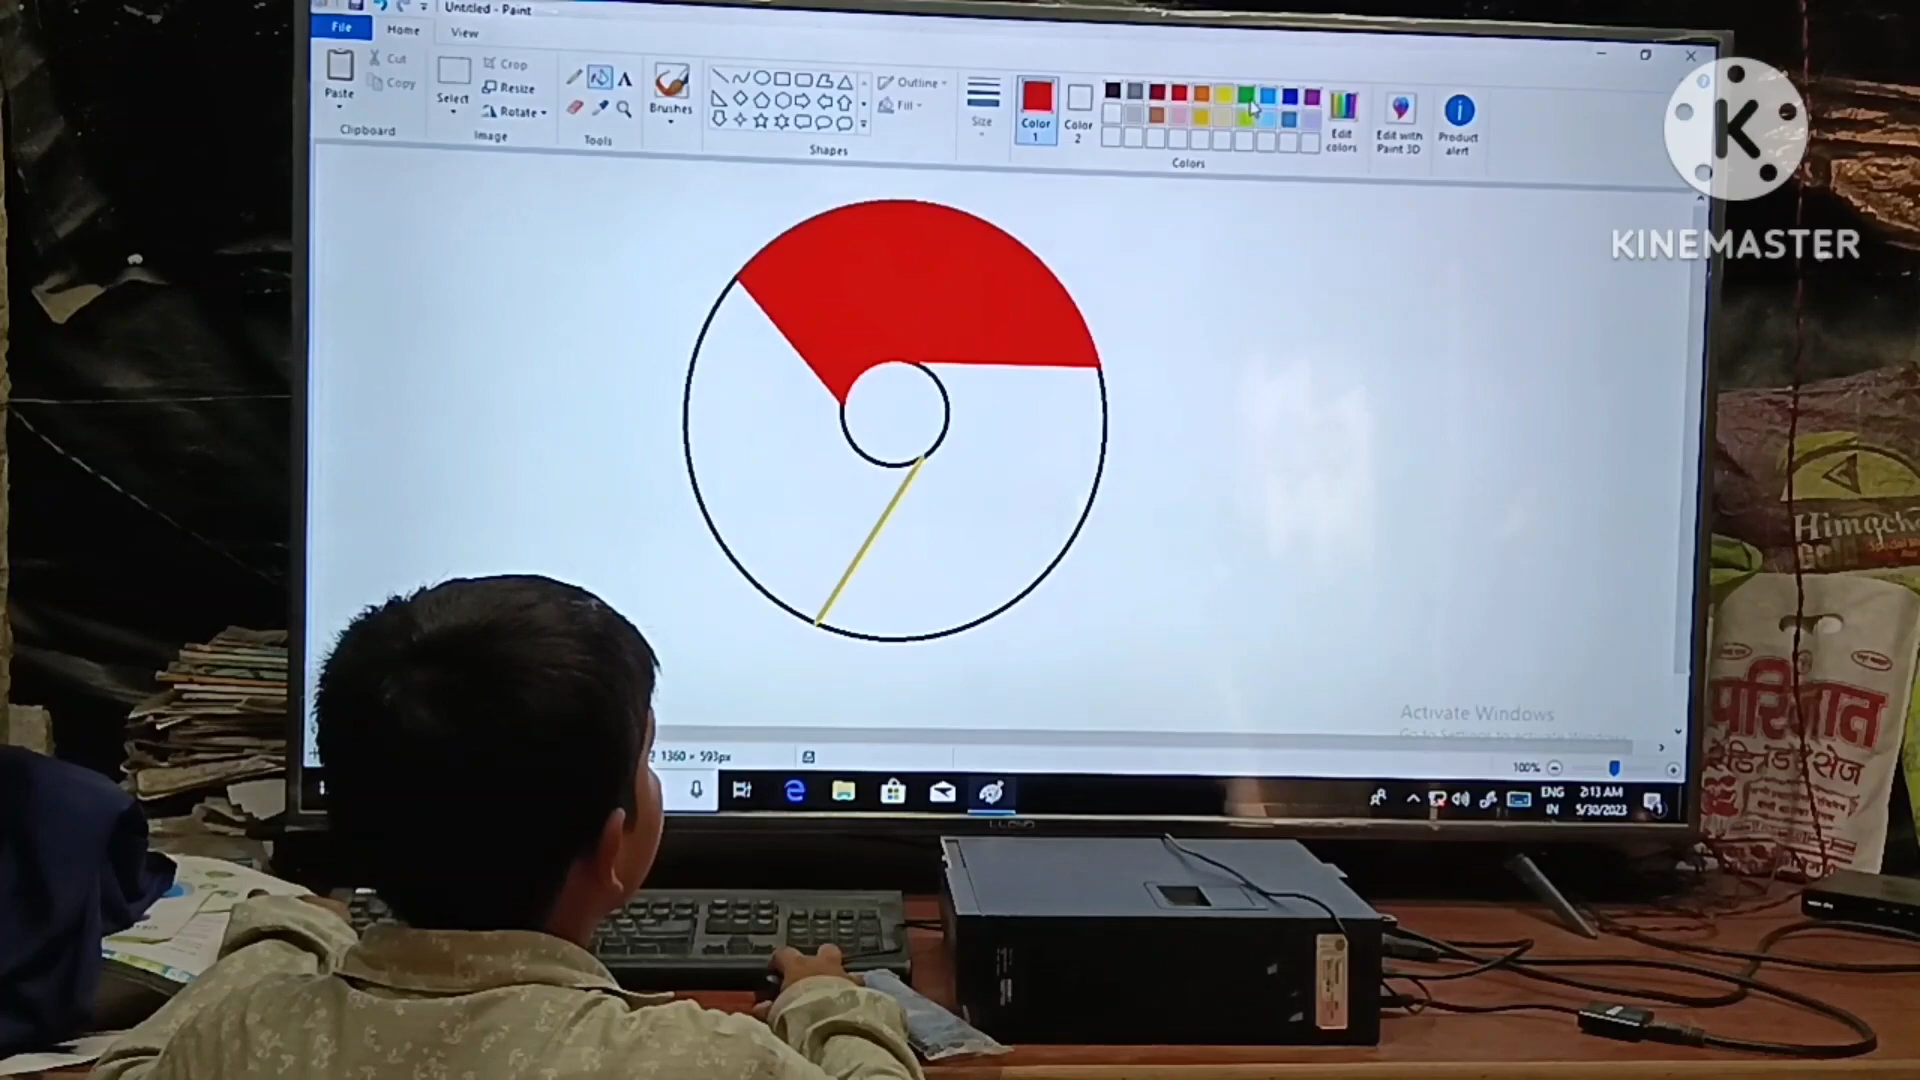 Untitled - Paint
File
Home
View
Paste
Cut
Copy
Clipboard
Select
Crop
Resize
Rotate
Image
A
Tools
Brushes
Shapes
Outline
Fill
Size
Color
1
Color
2
Colors
Edit
colors
Edit with
Paint 3D
Product
alert
K
KINEMASTER
Activate Windows
1360 × 593px
100%
ENG
IN
2:13 AM
5/30/2023
LLOYD
परिजात